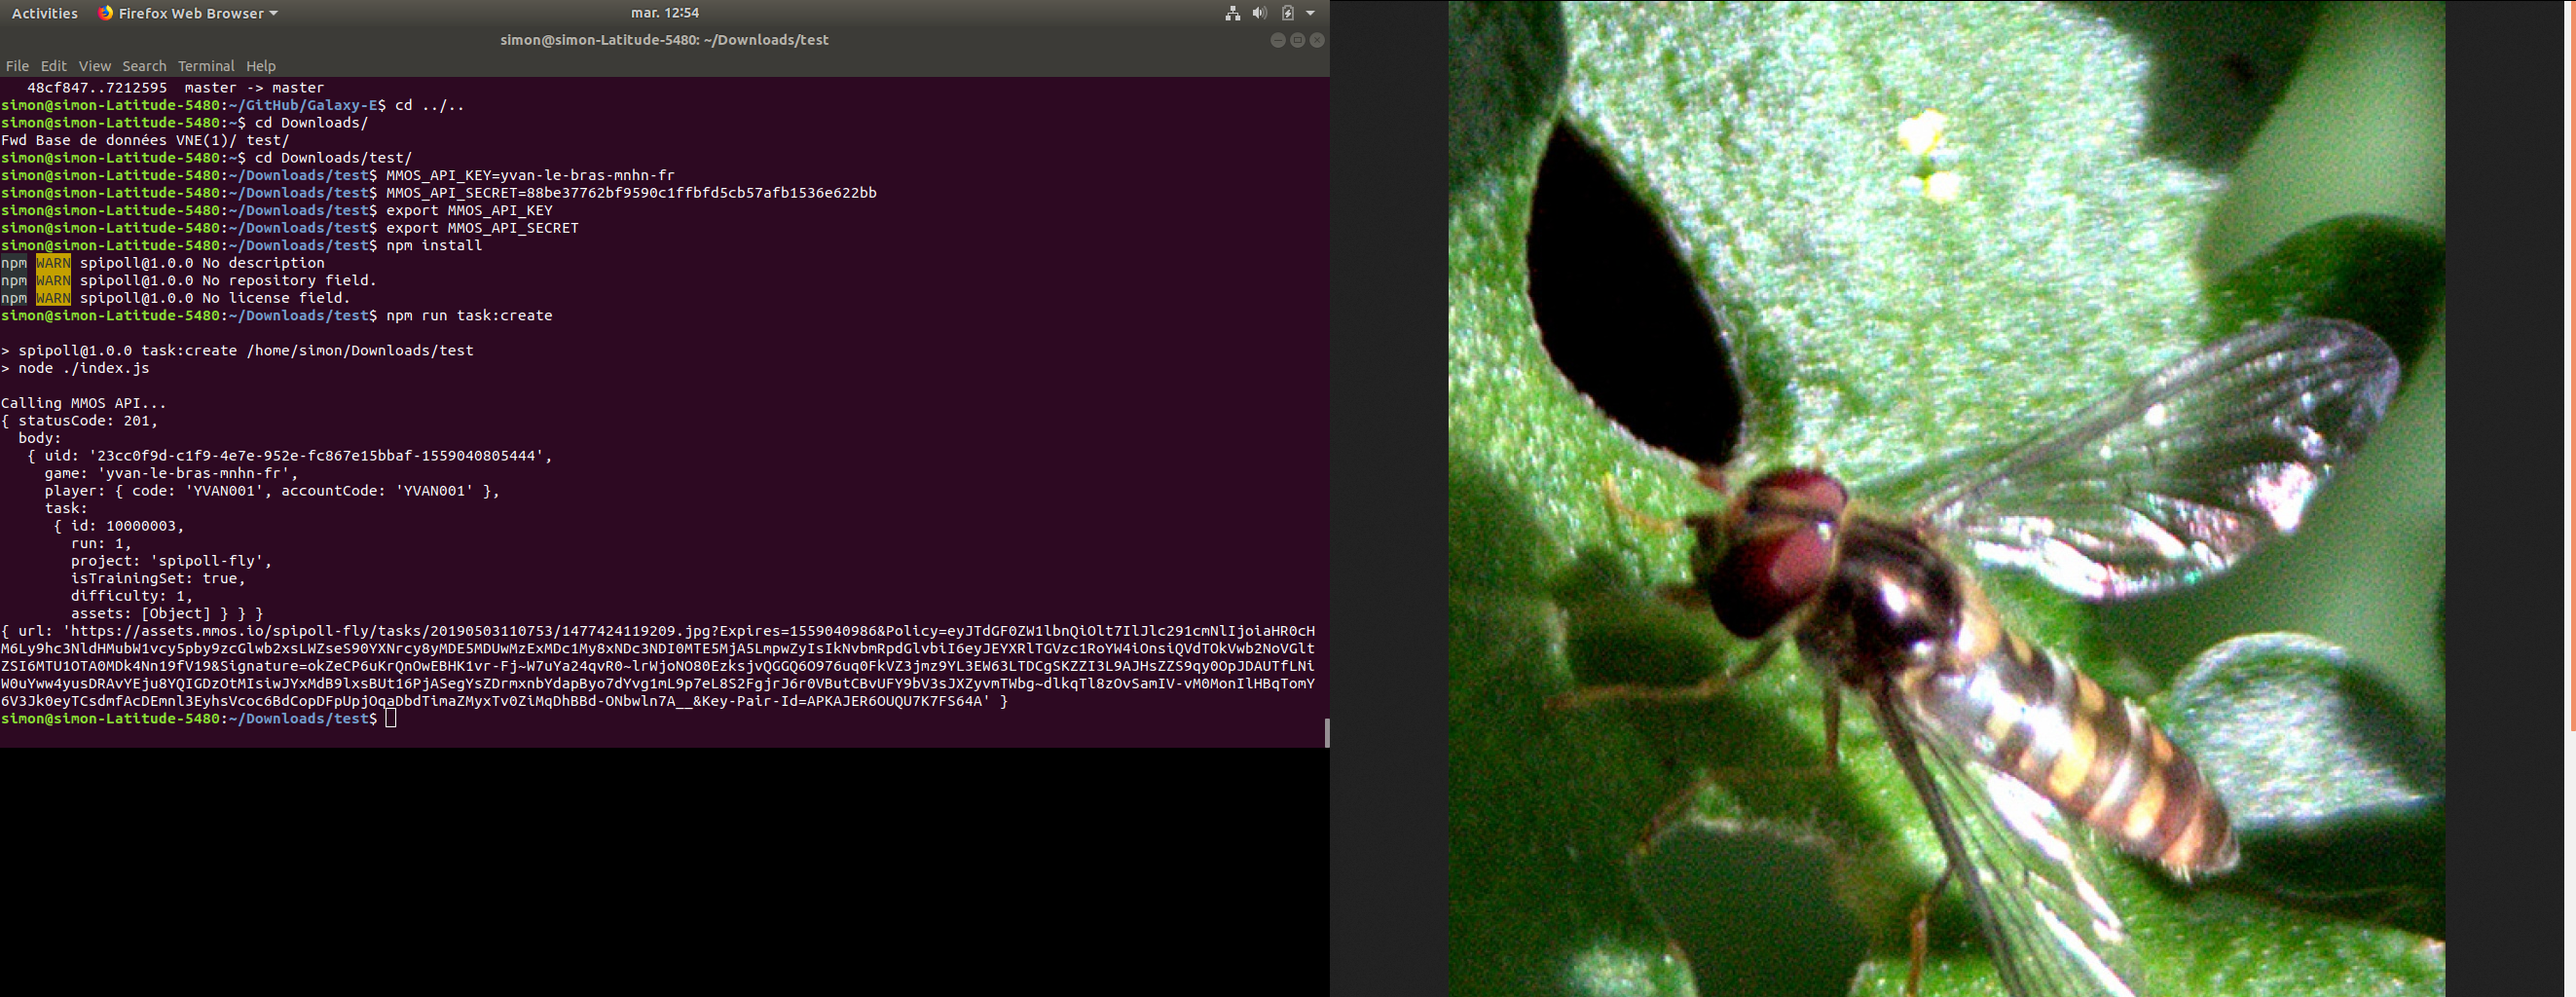 Activities Firefox Web Browser mar. 12:54
simon@simon-Latitude-5480: ~/Downloads/test
File Edit View Search Terminal Help
48cf847..7212595 master -> master
simon@simon-Latitude-5480:~/GitHub/Galaxy-E$ cd ../..
simon@simon-Latitude-5480:~$ cd Downloads/
Fwd Base de données VNE(1)/ test/
simon@simon-Latitude-5480:~$ cd Downloads/test/
simon@simon-Latitude-5480:~/Downloads/test$ MMOS_API_KEY=yvan-le-bras-mnhn-fr
simon@simon-Latitude-5480:~/Downloads/test$ MMOS_API_SECRET=88be37762bf9590c1ffbfd5cb57afb1536e622bb
simon@simon-Latitude-5480:~/Downloads/test$ export MMOS_API_KEY
simon@simon-Latitude-5480:~/Downloads/test$ export MMOS_API_SECRET
simon@simon-Latitude-5480:~/Downloads/test$ npm install
npm WARN spipoll@1.0.0 No description
npm WARN spipoll@1.0.0 No repository field.
npm WARN spipoll@1.0.0 No license field.
simon@simon-Latitude-5480:~/Downloads/test$ npm run task:create
> spipoll@1.0.0 task:create /home/simon/Downloads/test
> node ./index.js
Calling MMOS API...
{ statusCode: 201,
body:
{ uid: '23cc0f9d-c1f9-4e7e-952e-fc867e15bbaf-1559040805444',
game: 'yvan-le-bras-mnhn-fr',
player: { code: 'YVAN001', accountCode: 'YVAN001' },
task:
{ id: 10000003,
run: 1,
project: 'spipoll-fly',
isTrainingSet: true,
difficulty: 1,
assets: [Object] } } }
{ url: 'https://assets.mmos.io/spipoll-fly/tasks/20190503110753/1477424119209.jpg?Expires=1559040986&Policy=eyJTdGF0ZW1lbnQiOlt7IlJlc291cmNlIjoiaHR0cH
M6Ly9hc3NldHMubW1vcy5pby9zcGlwb2xsLWZseS90YXNrcy8yMDE5MDUwMzExMDc1My8xNDc3NDI0MTE5MjA5LmpwZyIsIkNvbmRpdGlvbiI6eyJEYXRlTGVzc1RoYW4iOnsiQVdTOkVwb2NoVGlt
ZSI6MTU1OTA0MDk4Nn19fV19&Signature=okZeCP6uKrQnOwEBHK1vr-Fj~W7uYa24qvR0~lrWjoNO80EzksjvQGGQ6O976uq0FkVZ3jmz9YL3EW63LTDCgSKZZI3L9AJHsZZS9qy0OpJDAUTfLNi
W0uYww4yusDRAvYEju8YQIGDzOtMIsiwJYxMdB9lxsBUt16PjASegYsZDrmxnbYdapByo7dYvg1mL9p7eL8S2FgjrJ6r0VButCBvUFY9bV3sJXZyvmTWbg~dlkqTl8zOvSamIV-vM0MonIlHBqTomY
6V3Jk0eyTCsdmfAcDEmnl3EyhsVcoc6BdCopDFpUpjOqaDbdTimaZMyxTv0ZiMqDhBBd-ONbwln7A__&Key-Pair-Id=APKAJER6OUQU7K7FS64A' }
simon@simon-Latitude-5480:~/Downloads/test$